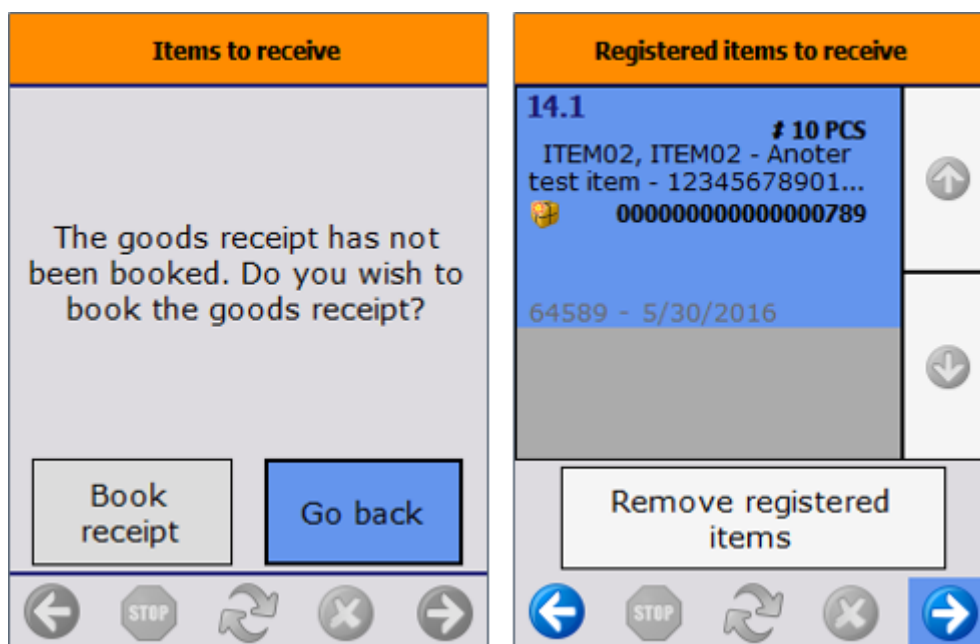 Items to receive
The goods receipt has not
been booked. Do you wish to
book the goods receipt?
Book
receipt
Go back
STOP
Registered items to receive
14.1
# 10 PCS
ITEM02, ITEM02 - Anoter
test item - 12345678901...
000000000000000789
64589 - 5/30/2016
Remove registered
items
STOP